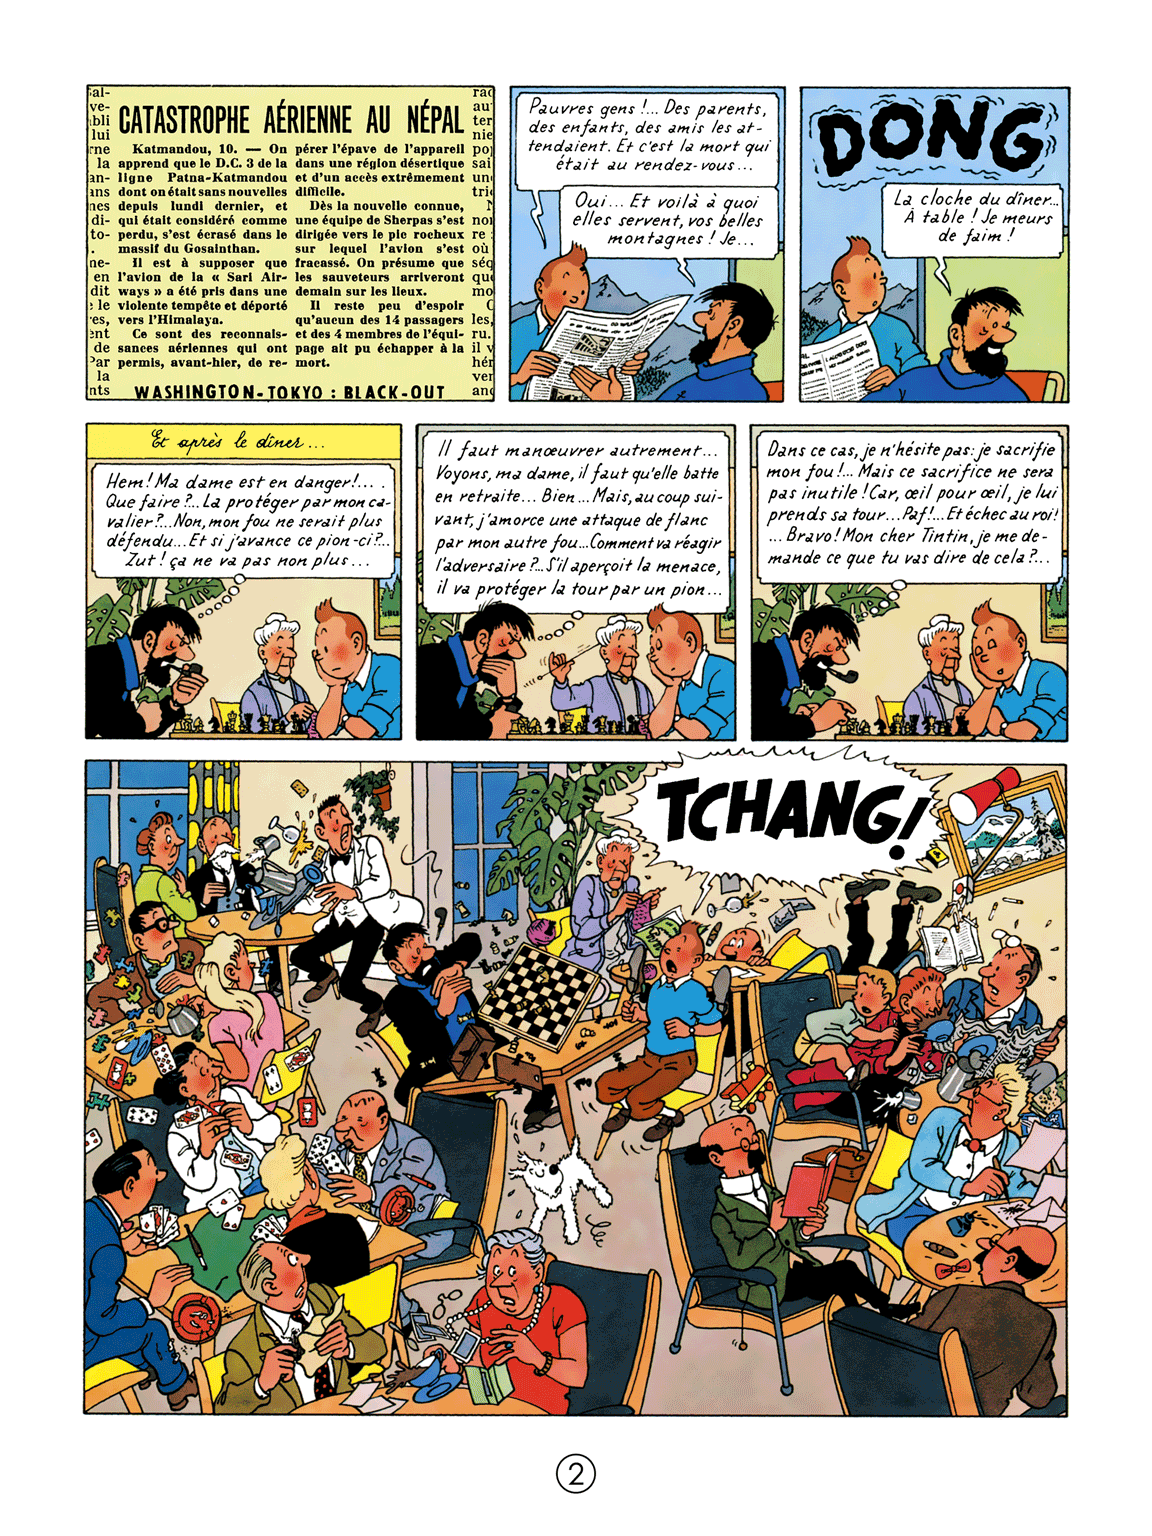 CATASTROPHE AÉRIENNE AU NÉPAL
Katmandou, 10. — On
apprend que le D.C. 3 de la
ligne Patna-Katmandou
dont on était sans nouvelles
depuis lundi dernier, et
qui était considéré comme
perdu, s'est écrasé dans le
massif du Gosainthan.
Il est à supposer que
l'avion de la « Sari Air-
ways » a été pris dans une
violente tempête et déporté
vers l'Himalaya.
Ce sont des reconnais-
sances aériennes qui ont
permis, avant-hier, de re-
pérer l'épave de l'appareil
dans une région désertique
et d'un accès extrêmement
difficile.
Dès la nouvelle connue,
une équipe de Sherpas s'est
dirigée vers le pic rocheux
sur lequel l'avion s'est
fracassé. On présume que
les sauveteurs arriveront
demain sur les lieux.
Il reste peu d'espoir
qu'aucun des 14 passagers
et des 4 membres de l'équi-
page ait pu échapper à la
mort.
WASHINGTON-TOKYO : BLACK-OUT
Pauvres gens !... Des parents,
des enfants, des amis les at-
tendaient. Et c'est la mort qui
était au rendez-vous...
Oui... Et voilà à quoi
elles servent, vos belles
montagnes ! Je...
DONG
La cloche du dîner...
À table ! Je meurs
de faim !
Et après le dîner...
Hem ! Ma dame est en danger !... .
Que faire ?... La protéger par mon ca-
valier ?... Non, mon fou ne serait plus
défendu... Et si j'avance ce pion-ci ?...
Zut ! ça ne va pas non plus...
Il faut manœuvrer autrement...
Voyons, ma dame, il faut qu'elle batte
en retraite... Bien... Mais, au coup sui-
vant, j'amorce une attaque de flanc
par mon autre fou... Comment va réagir
l'adversaire ?... S'il aperçoit la menace,
il va protéger la tour par un pion...
Dans ce cas, je n'hésite pas: je sacrifie
mon fou !... Mais ce sacrifice ne sera
pas inutile ! Car, œil pour œil, je lui
prends sa tour... Paf !... Et échec au roi !
... Bravo ! Mon cher Tintin, je me de-
mande ce que tu vas dire de cela ?...
TCHANG !
2